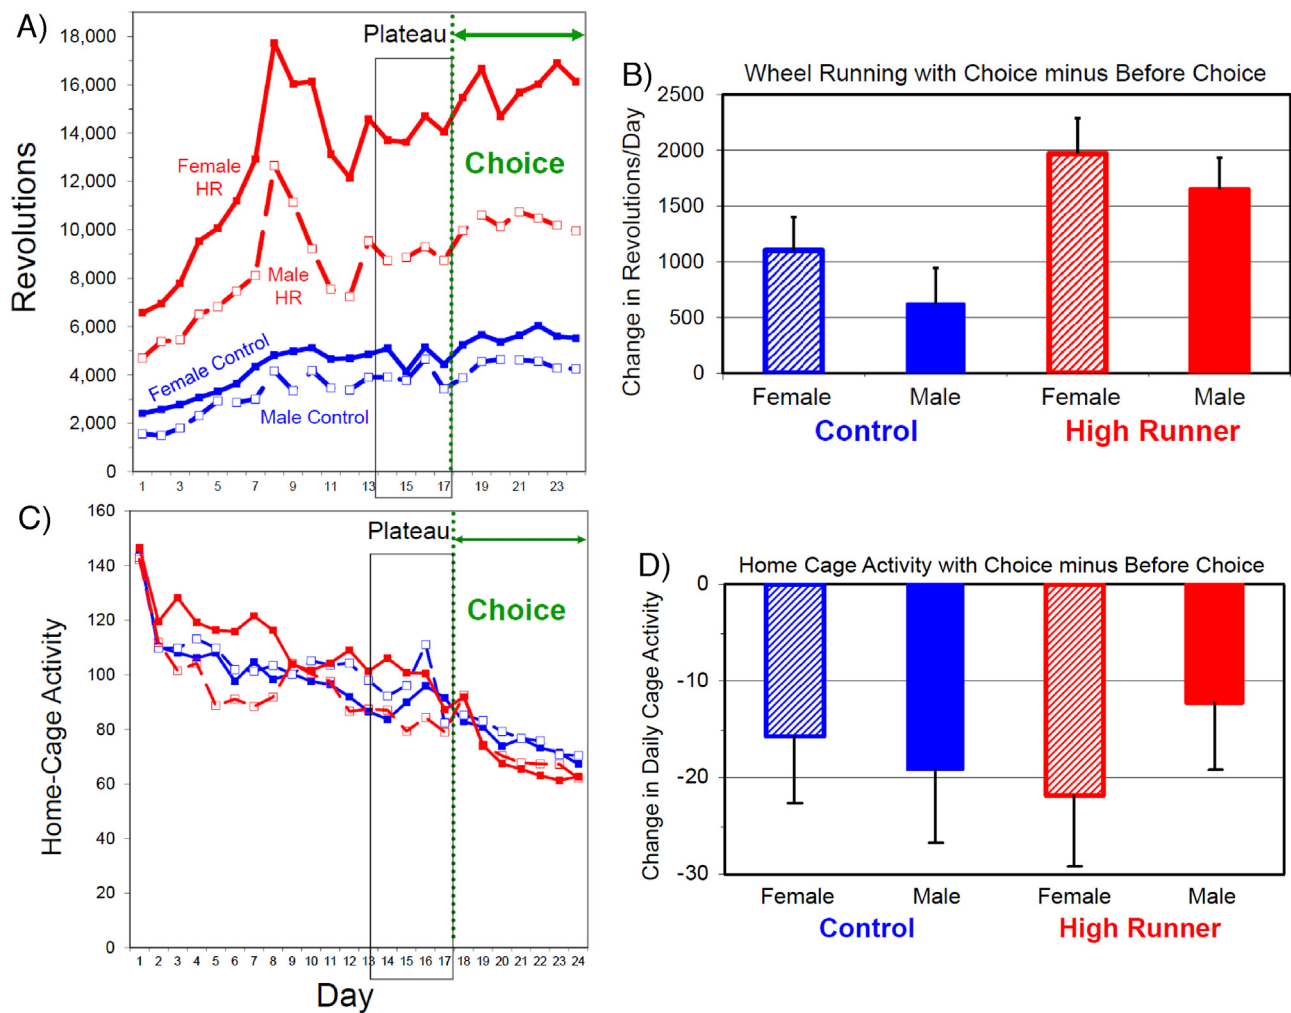 A)
Plateau
Choice
Revolutions
18,000
16,000
14,000
12,000
10,000
8,000
6,000
4,000
2,000
0
Female
HR
Male
HR
Female Control
Male Control
1 3 5 7 9 11 13 15 17 19 21 23
B)
Wheel Running with Choice minus Before Choice
Change in Revolutions/Day
2500
2000
1500
1000
500
0
Female Male Female Male
Control High Runner
C)
Plateau
Choice
Home-Cage Activity
160
140
120
100
80
60
40
20
0
1 2 3 4 5 6 7 8 9 10 11 12 13 14 15 16 17 18 19 20 21 22 23 24
Day
D)
Home Cage Activity with Choice minus Before Choice
Change in Daily Cage Activity
0
-10
-20
-30
Female Male Female Male
Control High Runner